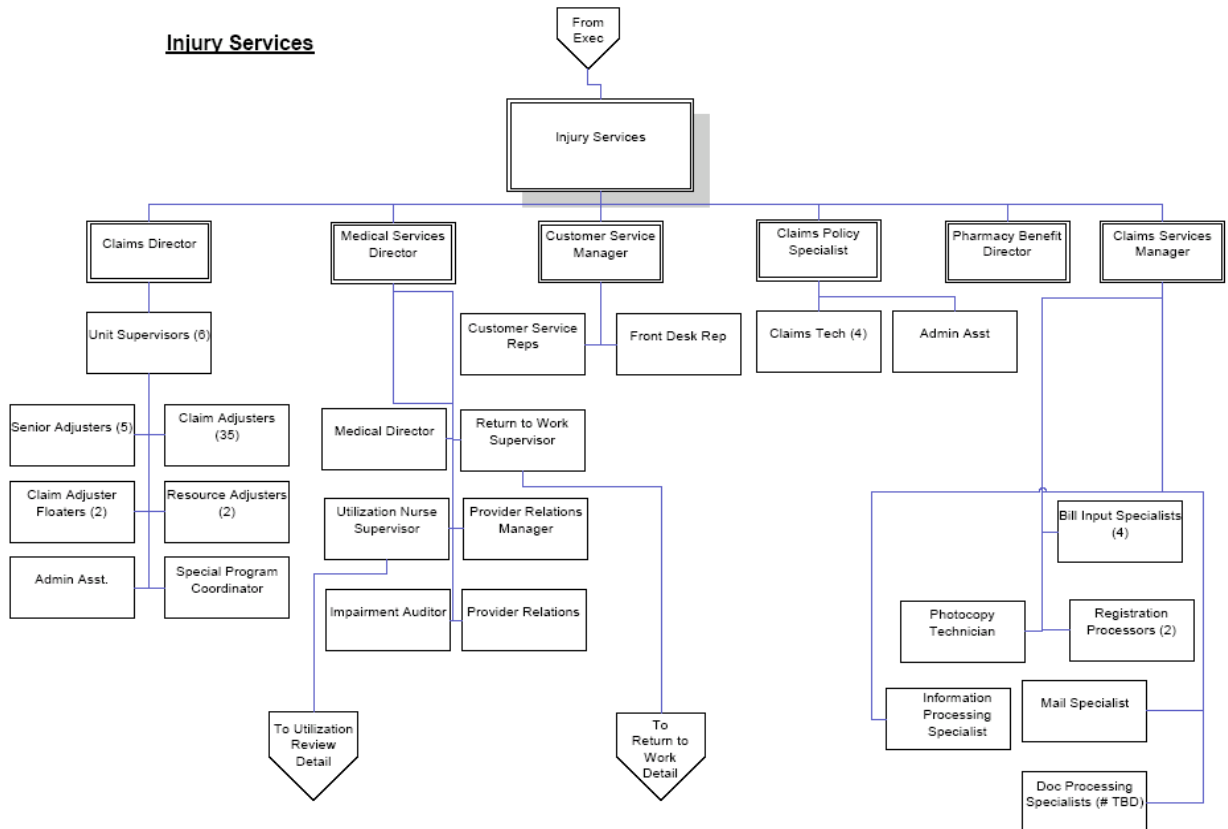 From
Exec
Injury Services
Injury Services
Claims Director
Medical Services
Director
Customer Service
Manager
Claims Policy
Specialist
Pharmacy Benefit
Director
Claims Services
Manager
Unit Supervisors (6)
Customer Service
Reps
Front Desk Rep
Claims Tech (4)
Admin Asst
Senior Adjusters (5)
Claim Adjusters
(35)
Medical Director
Return to Work
Supervisor
Claim Adjuster
Floaters (2)
Resource Adjusters
(2)
Utilization Nurse
Supervisor
Provider Relations
Manager
Bill Input Specialists
(4)
Admin Asst.
Special Program
Coordinator
Impairment Auditor
Provider Relations
Photocopy
Technician
Registration
Processors (2)
Information
Processing
Specialist
Mail Specialist
To Utilization
Review
Detail
To
Return to
Work
Detail
Doc Processing
Specialists (# TBD)